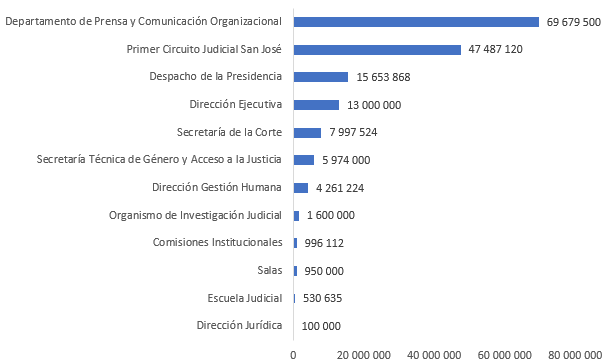 Departamento de Prensa y Comunicación Organizacional 69 679 500
Primer Circuito Judicial San José 47 487 120
Despacho de la Presidencia 15 653 868
Dirección Ejecutiva 13 000 000
Secretaría de la Corte 7 997 524
Secretaría Técnica de Género y Acceso a la Justicia 5 974 000
Dirección Gestión Humana 4 261 224
Organismo de Investigación Judicial 1 600 000
Comisiones Institucionales 996 112
Salas 950 000
Escuela Judicial 530 635
Dirección Jurídica 100 000
0 20 000 000 40 000 000 60 000 000 80 000 000